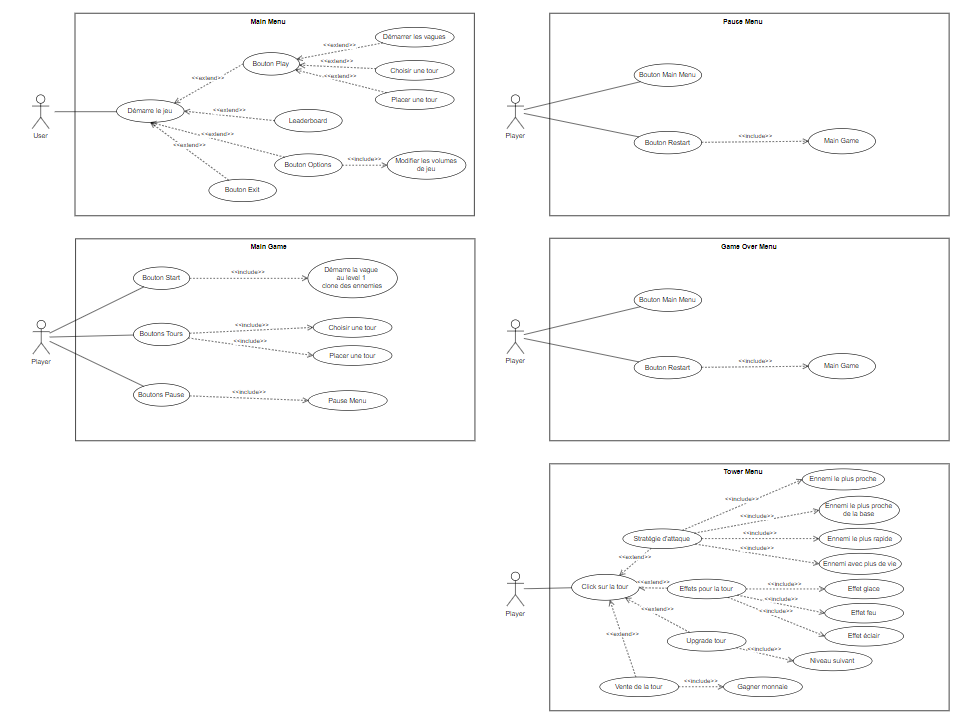 Main Menu
Démarrer les vagues
<<extend>>
Bouton Play
<<extend>>
Choisir une tour
<<extend>>
<<extend>>
Placer une tour
User
Démarre le jeu
<<extend>>
Leaderboard
<<extend>>
<<extend>>
Bouton Options
<<include>>
Modifier les volumes
de jeu
Bouton Exit
Pauce Menu
Bouton Main Menu
Player
Bouton Restart
<<include>>
Main Game
Main Game
Bouton Start
<<include>>
Démarre la vague
au level 1
clone des ennemies
Player
Boutons Tours
<<include>>
Choisir une tour
<<include>>
Placer une tour
Boutons Pause
<<include>>
Pause Menu
Game Over Menu
Bouton Main Menu
Player
Bouton Restart
<<include>>
Main Game
Tower Menu
Ennemi le plus proche
<<include>>
Ennemi le plus proche
de la base
<<include>>
Stratégie d'attaque
<<include>>
Ennemi le plus rapide
<<include>>
Ennemi avec plus de vie
<<extend>>
Player
Click sur la tour
<<extend>>
Effets pour la tour
<<include>>
Effet glace
<<include>>
Effet feu
<<include>>
Effet éclair
<<extend>>
Upgrade tour
<<include>>
Niveau suivant
<<extend>>
Vente de la tour
<<include>>
Gagner monnaie